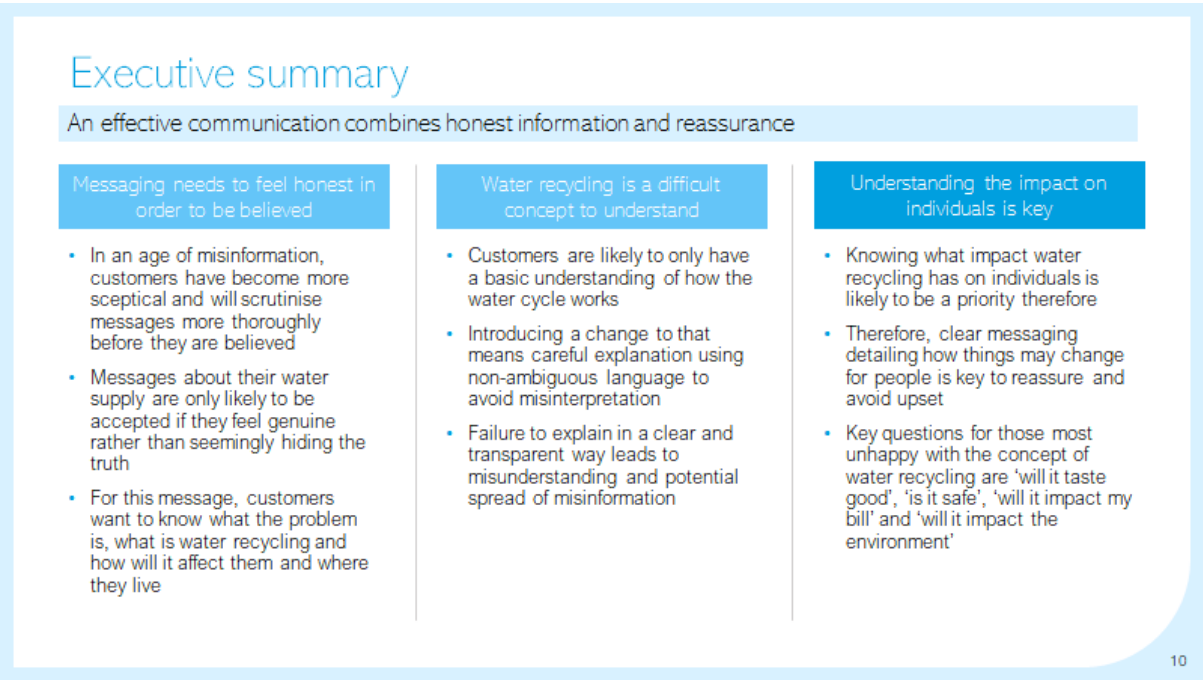 Executive summary
An effective communication combines honest information and reassurance
Messaging needs to feel honest in
order to be believed
• In an age of misinformation,
customers have become more
sceptical and will scrutinise
messages more thoroughly
before they are believed
• Messages about their water
supply are only likely to be
accepted if they feel genuine
rather than seemingly hiding the
truth
• For this message, customers
want to know what the problem
is, what is water recycling and
how will it affect them and where
they live
Water recycling is a difficult
concept to understand
• Customers are likely to only have
a basic understanding of how the
water cycle works
• Introducing a change to that
means careful explanation using
non-ambiguous language to
avoid misinterpretation
• Failure to explain in a clear and
transparent way leads to
misunderstanding and potential
spread of misinformation
Understanding the impact on
individuals is key
• Knowing what impact water
recycling has on individuals is
likely to be a priority therefore
• Therefore, clear messaging
detailing how things may change
for people is key to reassure and
avoid upset
• Key questions for those most
unhappy with the concept of
water recycling are ‘will it taste
good’, ‘is it safe’, ‘will it impact my
bill’ and ‘will it impact the
environment’
10